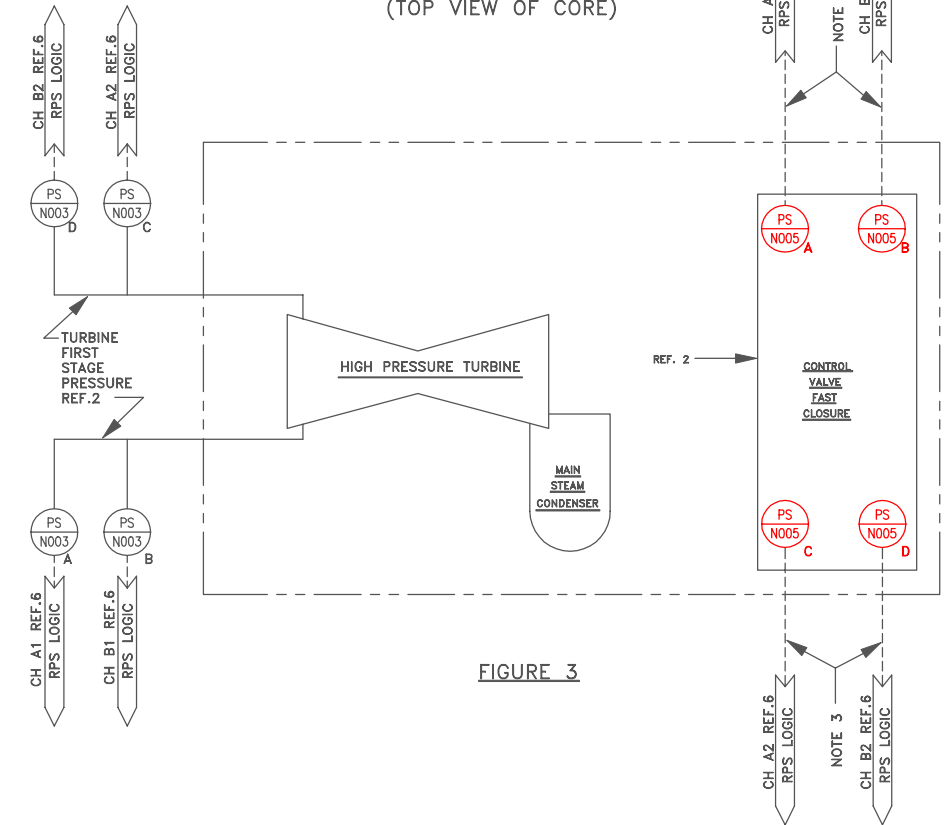 (TOP VIEW OF CORE)
CH B2 REF.6
RPS LOGIC
CH A2 REF.6
RPS LOGIC
CH A
RPS
NOTE
CH B
RPS
PS
N003
D
PS
N003
C
PS
N005
A
PS
N005
B
TURBINE
FIRST
STAGE
PRESSURE
REF.2
HIGH PRESSURE TURBINE
REF. 2
CONTROL
VALVE
FAST
CLOSURE
MAIN
STEAM
CONDENSER
PS
N003
A
PS
N003
B
PS
N005
C
PS
N005
D
CH A1 REF.6
RPS LOGIC
CH B1 REF.6
RPS LOGIC
FIGURE 3
CH A2 REF.6
RPS LOGIC
NOTE 3
CH B2 REF.6
RPS LOGIC